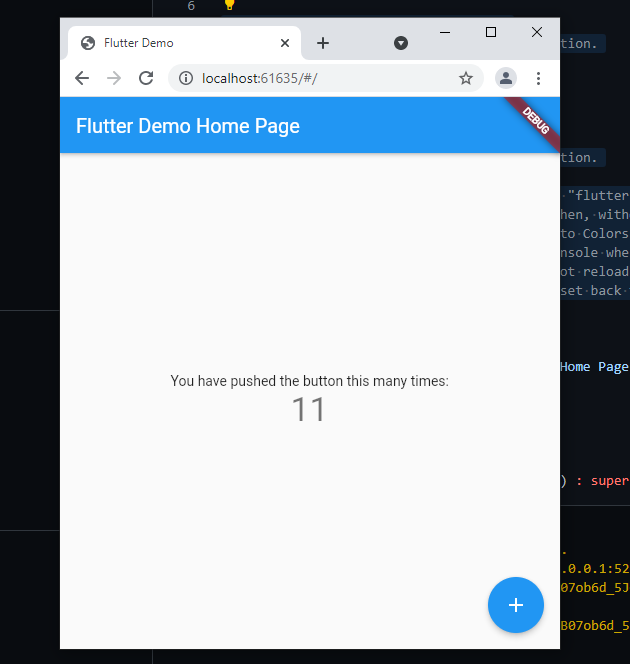 6
Flutter Demo
tion.
localhost:61635/#/
Flutter Demo Home Page
DEBUG
tion.
"flutter
hen, with
to Colors
nsole whe
ot reload
set back
Home Page
You have pushed the button this many times:
11
) : super
.
.0.0.1:52
07ob6d_5J
+
807ob6d_5